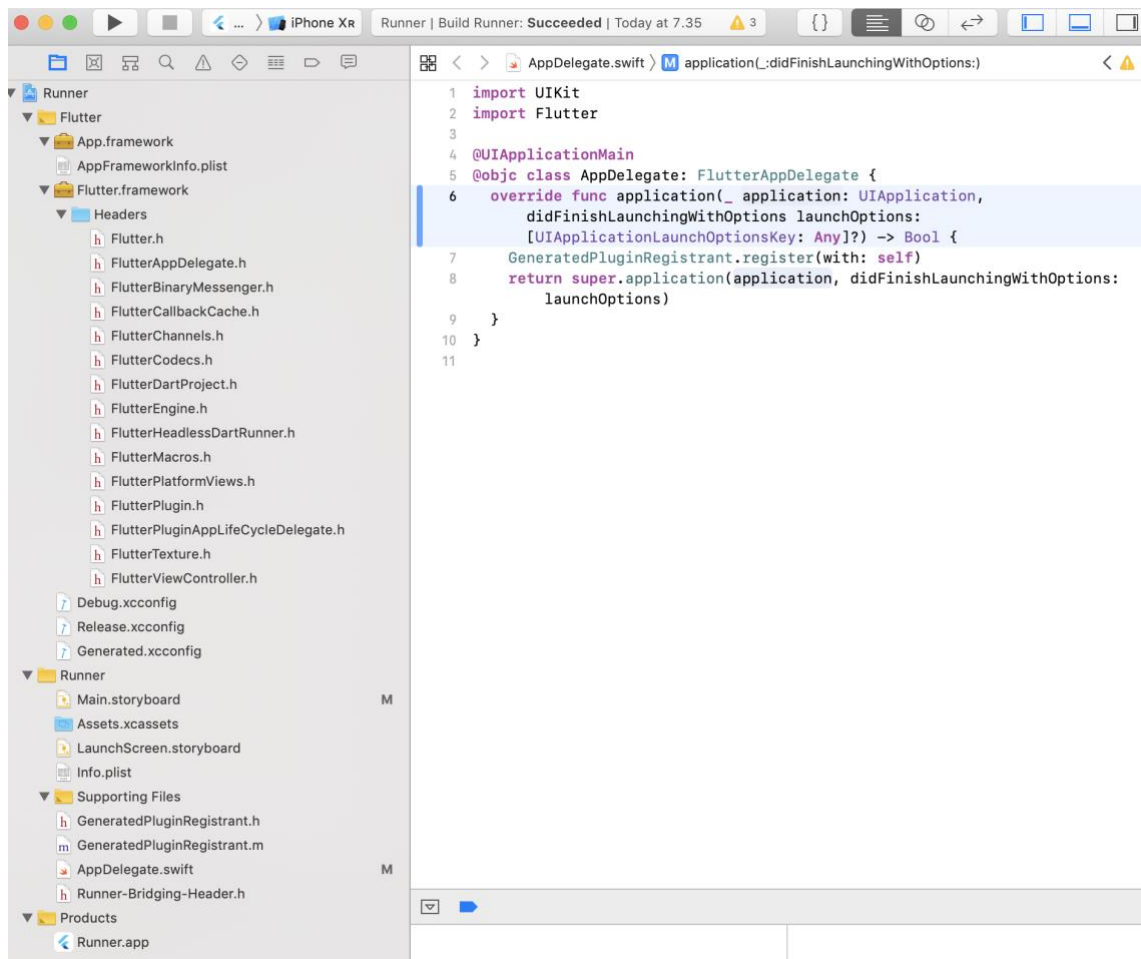 ... 〉 iPhone XR
Runner | Build Runner: Succeeded | Today at 7.35
3
{ }
AppDelegate.swift 〉 M application(_:didFinishLaunchingWithOptions:)
Runner
Flutter
App.framework
AppFrameworkInfo.plist
Flutter.framework
Headers
h Flutter.h
h FlutterAppDelegate.h
h FlutterBinaryMessenger.h
h FlutterCallbackCache.h
h FlutterChannels.h
h FlutterCodecs.h
h FlutterDartProject.h
h FlutterEngine.h
h FlutterHeadlessDartRunner.h
h FlutterMacros.h
h FlutterPlatformViews.h
h FlutterPlugin.h
h FlutterPluginAppLifeCycleDelegate.h
h FlutterTexture.h
h FlutterViewController.h
Debug.xcconfig
Release.xcconfig
Generated.xcconfig
Runner
Main.storyboard M
Assets.xcassets
LaunchScreen.storyboard
Info.plist
Supporting Files
h GeneratedPluginRegistrant.h
m GeneratedPluginRegistrant.m
AppDelegate.swift M
h Runner-Bridging-Header.h
Products
Runner.app
1 import UIKit
2 import Flutter
3
4 @UIApplicationMain
5 @objc class AppDelegate: FlutterAppDelegate {
6 override func application(_ application: UIApplication,
didFinishLaunchingWithOptions launchOptions:
[UIApplicationLaunchOptionsKey: Any]?) -> Bool {
7 GeneratedPluginRegistrant.register(with: self)
8 return super.application(application, didFinishLaunchingWithOptions:
launchOptions)
9 }
10 }
11